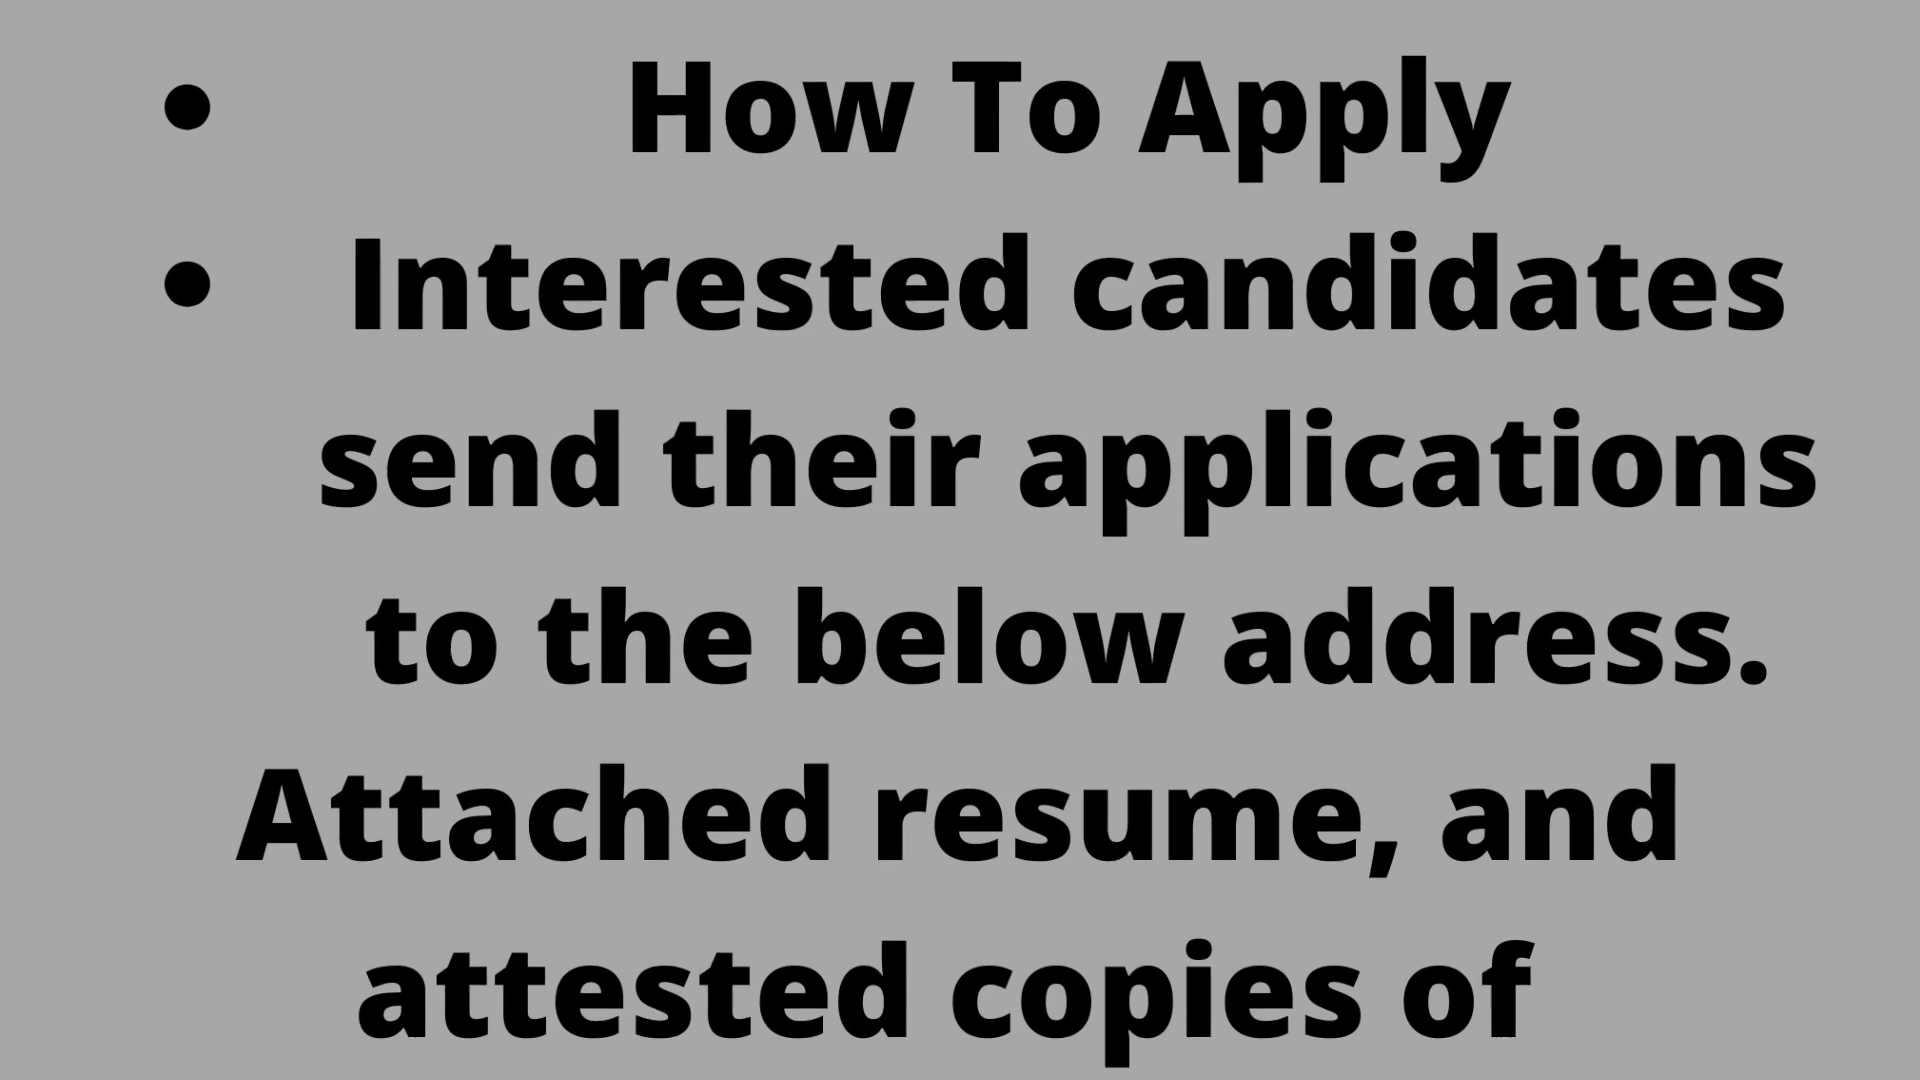 • How To Apply
• Interested candidates
send their applications
to the below address.
Attached resume, and
attested copies of